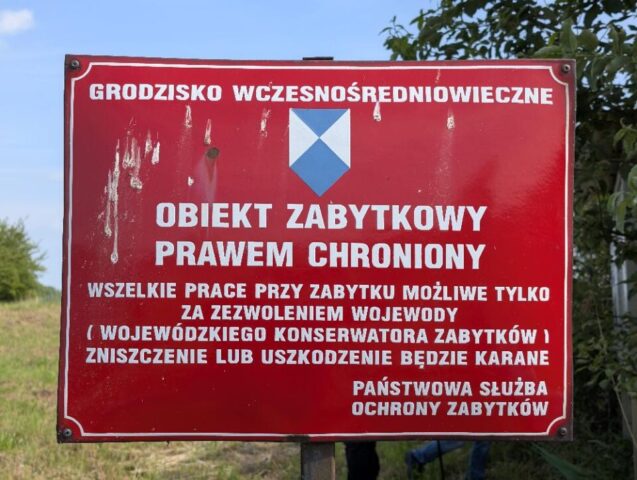 GRODZISKO WCZESNOŚREDNIOWIECZNE
OBIEKT ZABYTKOWY
PRAWEM CHRONIONY
WSZELKIE PRACE PRZY ZABYTKU MOŻLIWE TYLKO
ZA ZEZWOLENIEM WOJEWODY
( WOJEWÓDZKIEGO KONSERWATORA ZABYTKÓW )
ZNISZCZENIE LUB USZKODZENIE BĘDZIE KARANE
PAŃSTWOWA SŁUŻBA
OCHRONY ZABYTKÓW